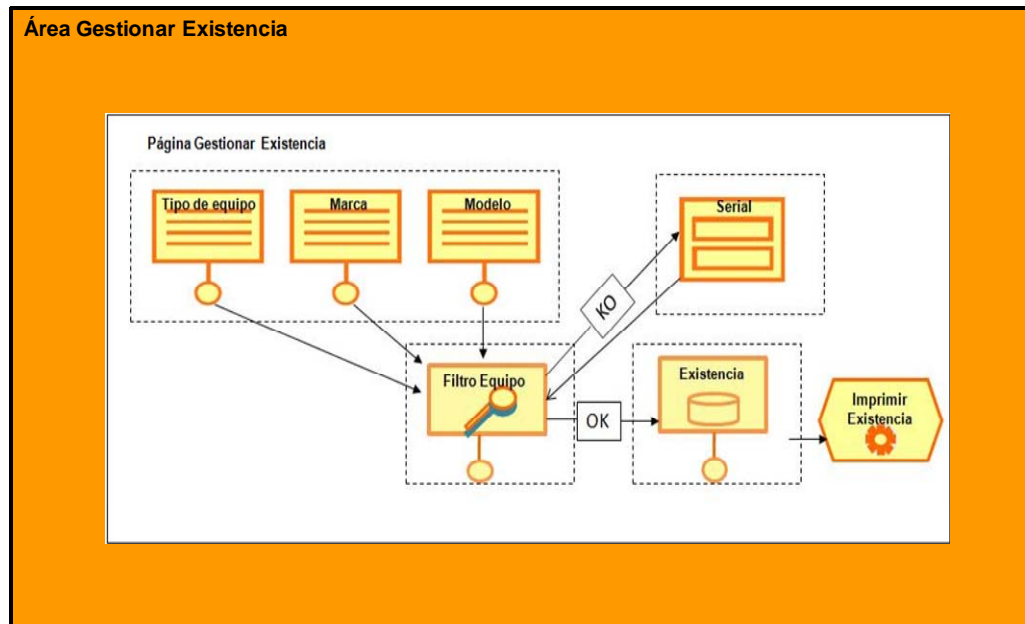 Área Gestionar Existencia
Página Gestionar Existencia
Tipo de equipo
Marca
Modelo
Serial
KO
Filtro Equipo
OK
Existencia
Imprimir
Existencia